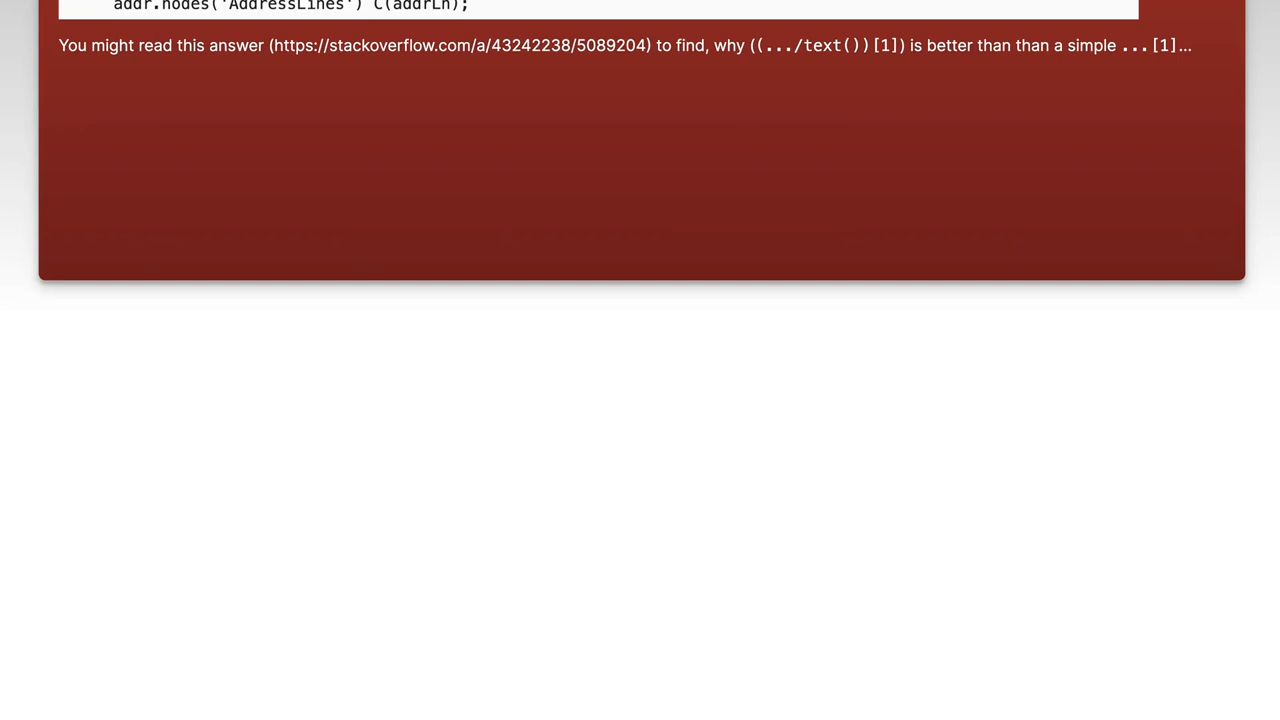 addr.nodes('AddressLines') C(addrLn);
You might read this answer (https://stackoverflow.com/a/43242238/5089204) to find, why ((.../text())[1]) is better than than a simple ...[1]...